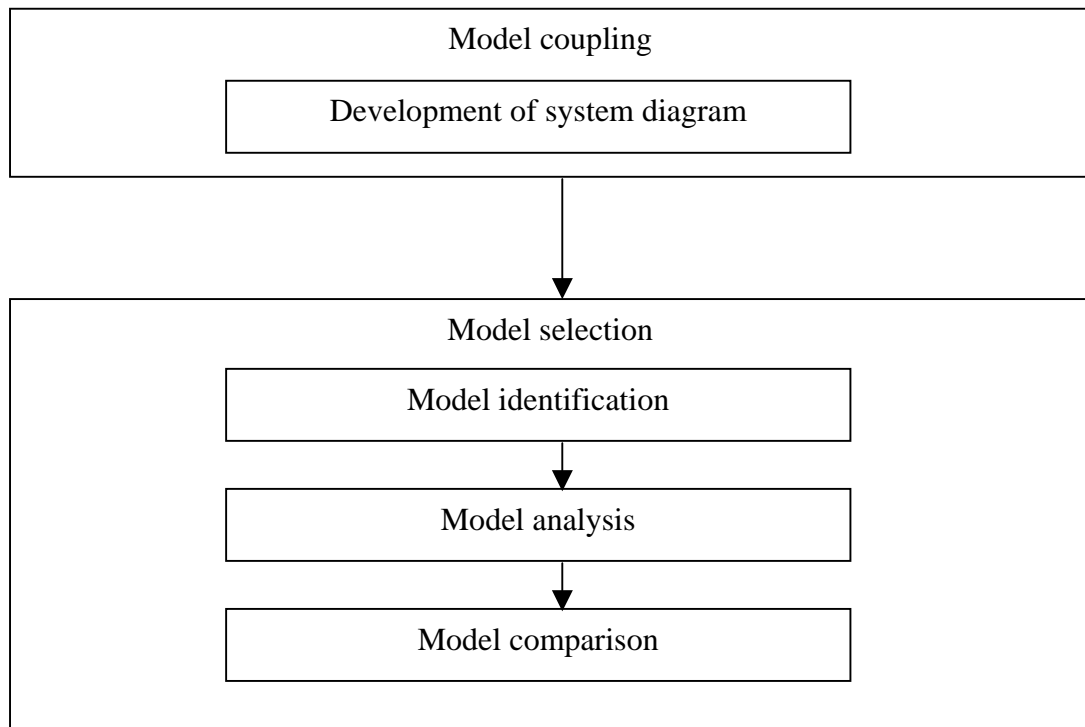 Model coupling
Development of system diagram
Model selection
Model identification
Model analysis
Model comparison